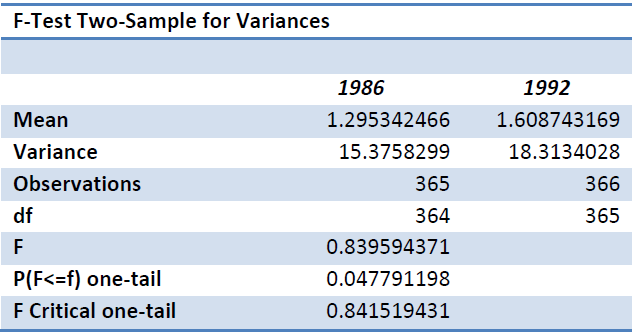 F-Test Two-Sample for Variances
1986 1992
Mean 1.295342466 1.608743169
Variance 15.3758299 18.3134028
Observations 365 366
df 364 365
F 0.839594371
P(F<=f) one-tail 0.047791198
F Critical one-tail 0.841519431